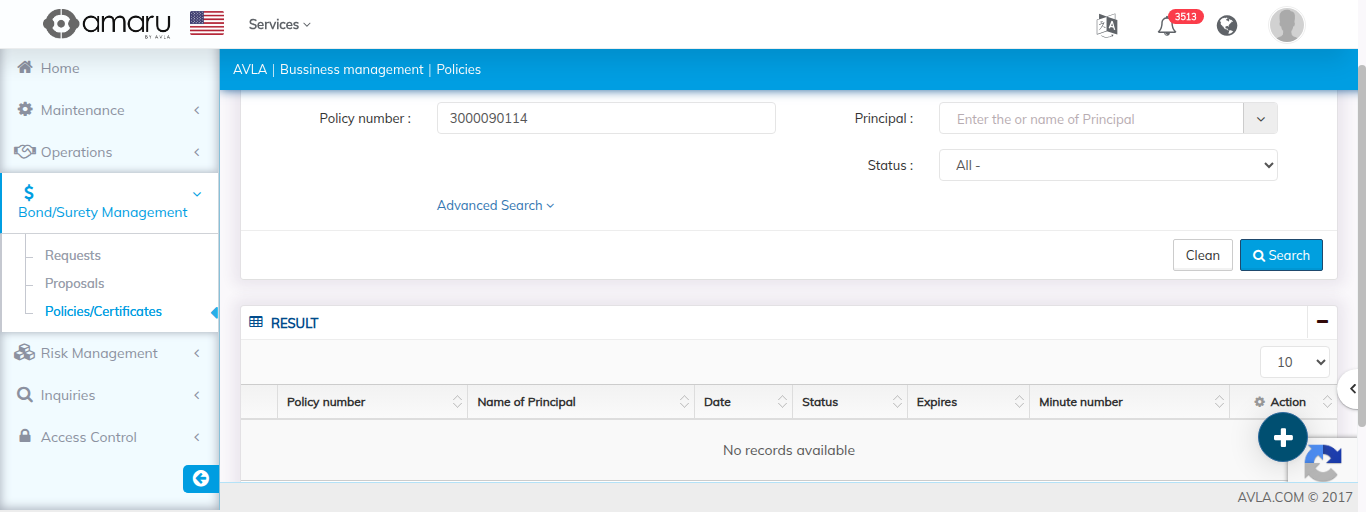 amaru
BY AVLA
Services
3513
Home
Maintenance
Operations
Bond/Surety Management
Requests
Proposals
Policies/Certificates
Risk Management
Inquiries
Access Control
AVLA | Bussiness management | Policies
Policy number : 3000090114
Principal : Enter the or name of Principal
Status : All -
Advanced Search
Clean Search
RESULT
10
Policy number Name of Principal Date Status Expires Minute number Action
No records available
AVLA.COM © 2017